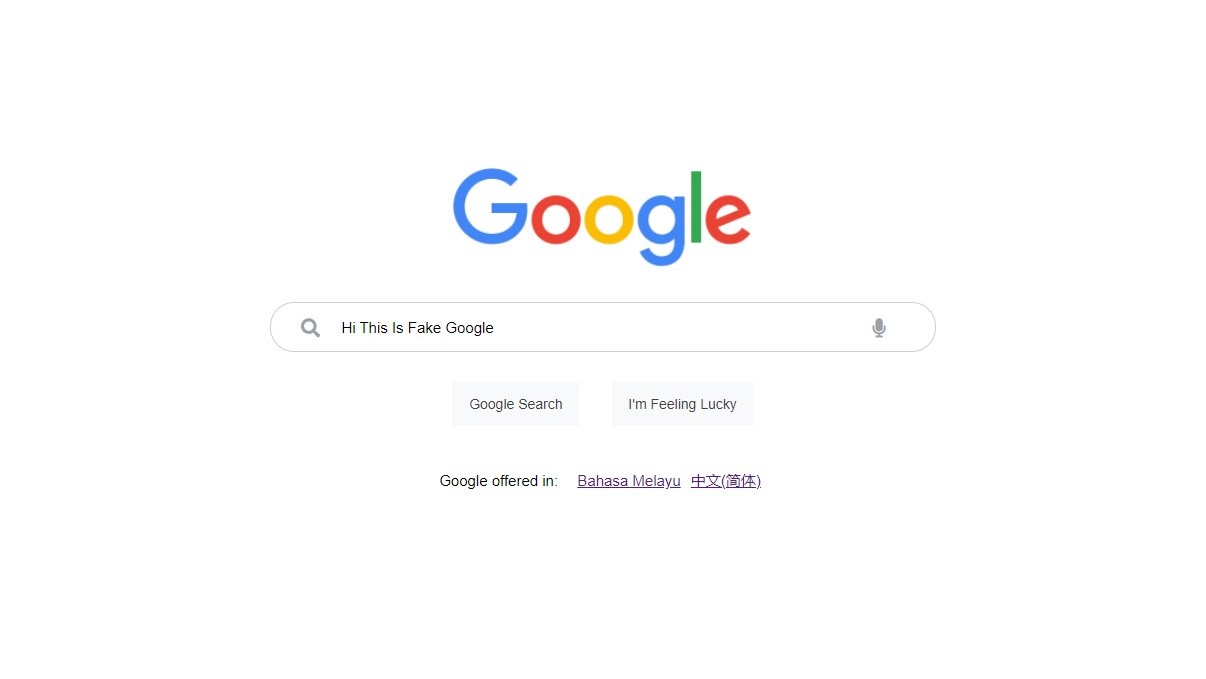 Google
Hi This Is Fake Google
Google Search I'm Feeling Lucky
Google offered in: Bahasa Melayu 中文(简体)